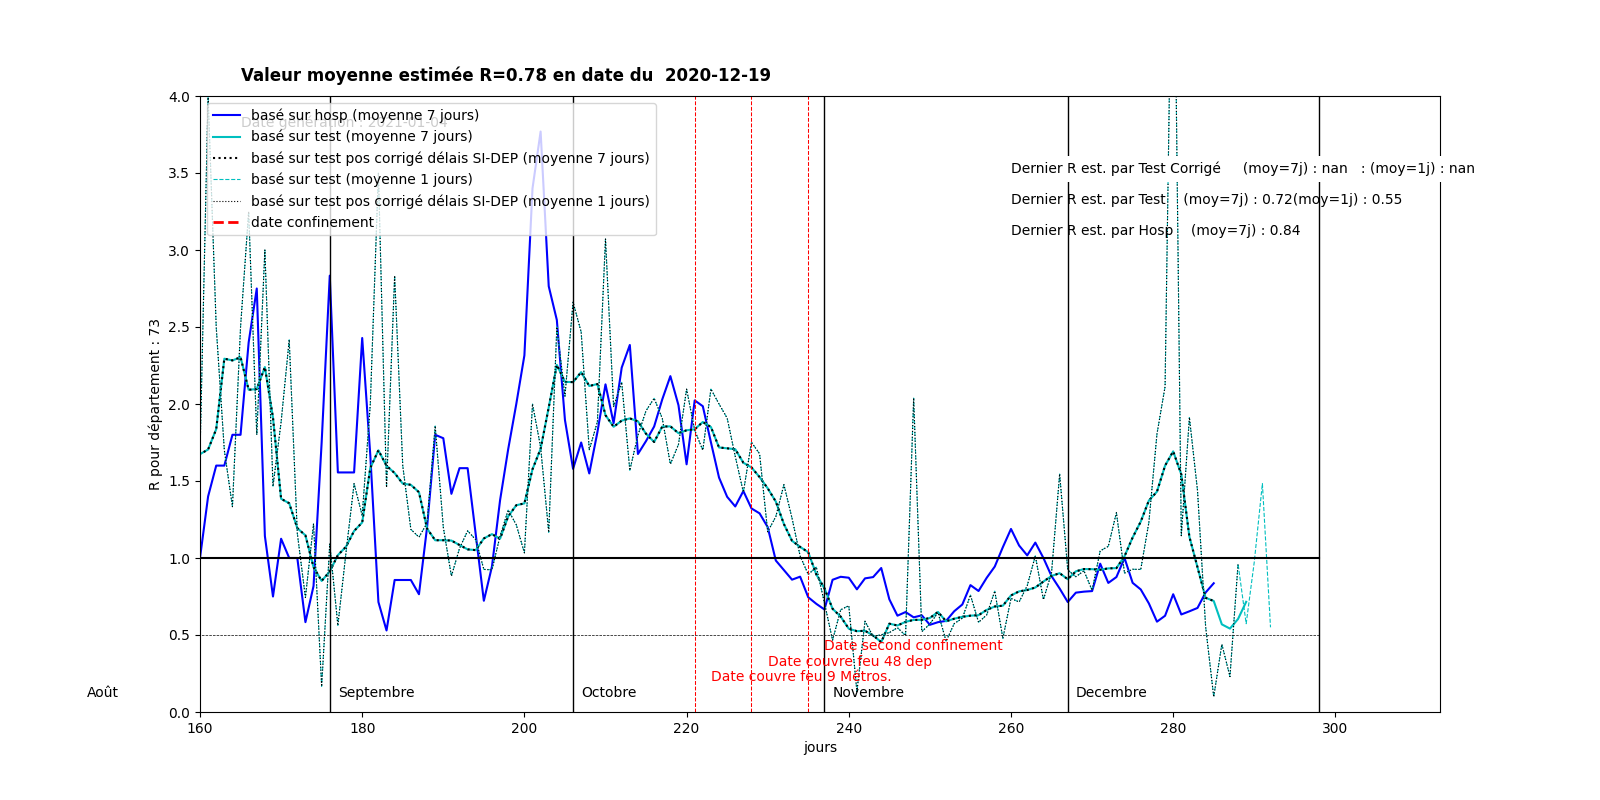 Valeur moyenne estimée R=0.78 en date du  2020-12-19
Date génération : 2021-01-04
basé sur hosp (moyenne 7 jours)
basé sur test (moyenne 7 jours)
basé sur test pos corrigé délais SI-DEP (moyenne 7 jours)
basé sur test (moyenne 1 jours)
basé sur test pos corrigé délais SI-DEP (moyenne 1 jours)
date confinement
Dernier R est. par Test Corrigé     (moy=7j) : nan   : (moy=1j) : nan
Dernier R est. par Test    (moy=7j) : 0.72(moy=1j) : 0.55
Dernier R est. par Hosp    (moy=7j) : 0.84
4.0
3.5
3.0
2.5
2.0
1.5
1.0
0.5
0.0
R pour département : 73
Date second confinement
Date couvre feu 48 dep
Date couvre feu 9 Métros.
Août
Septembre
Octobre
Novembre
Decembre
160
180
200
220
240
260
280
300
jours